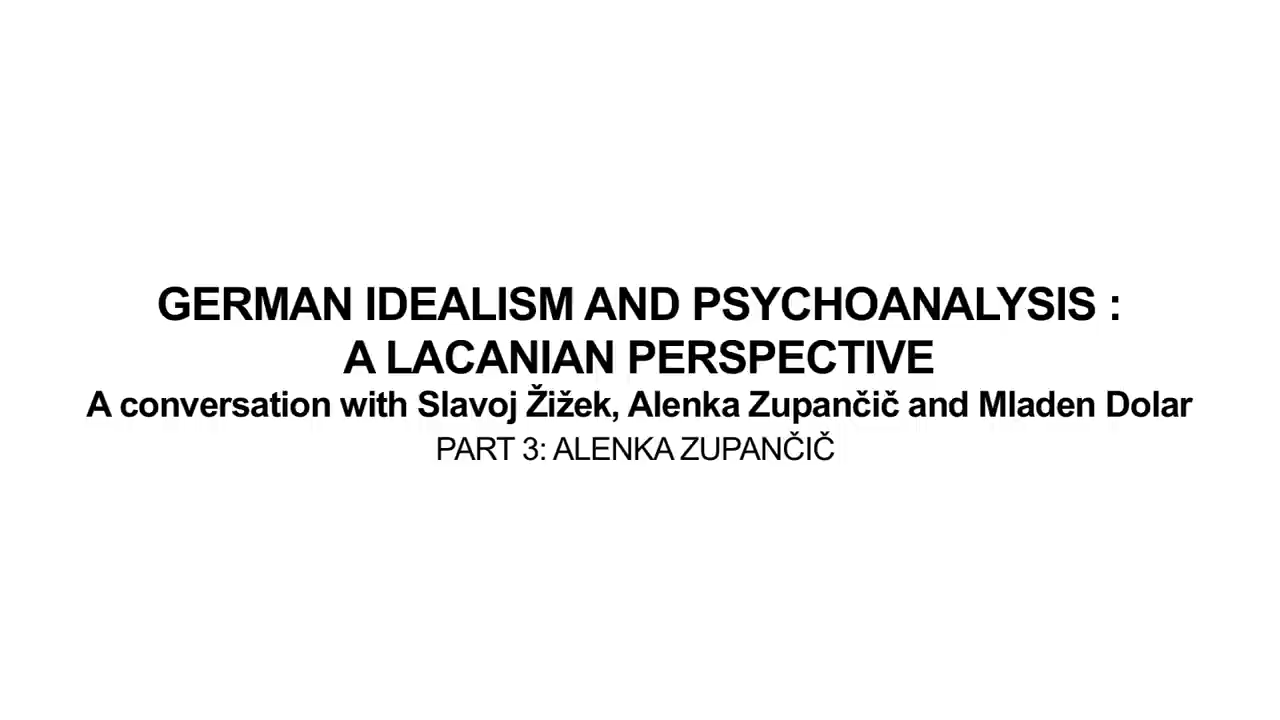 GERMAN IDEALISM AND PSYCHOANALYSIS :
A LACANIAN PERSPECTIVE
A conversation with Slavoj Žižek, Alenka Zupančič and Mladen Dolar
PART 3: ALENKA ZUPANČIČ